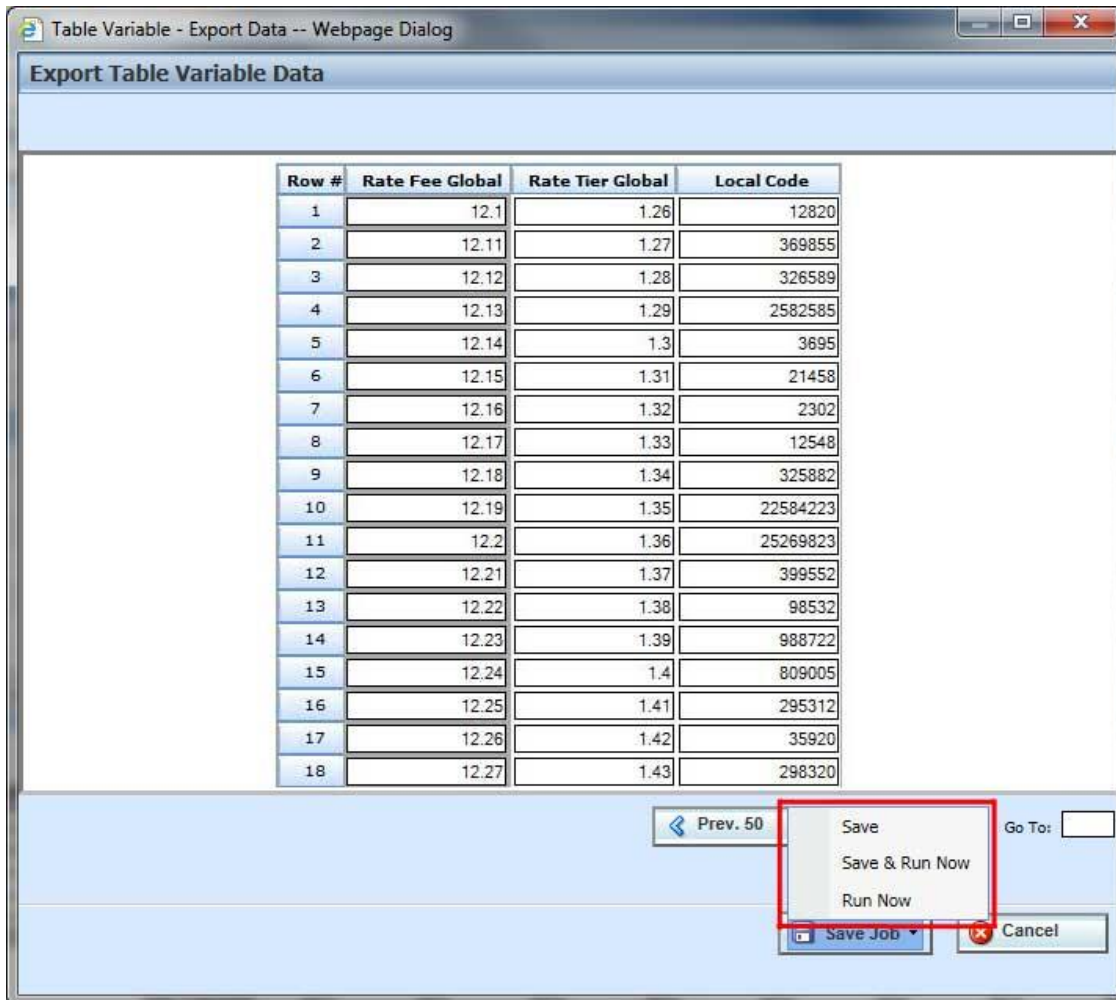 Table Variable - Export Data -- Webpage Dialog
Export Table Variable Data
Row # Rate Fee Global Rate Tier Global Local Code
1 12.1 1.26 12820
2 12.11 1.27 369855
3 12.12 1.28 326589
4 12.13 1.29 2582585
5 12.14 1.3 3695
6 12.15 1.31 21458
7 12.16 1.32 2302
8 12.17 1.33 12548
9 12.18 1.34 325882
10 12.19 1.35 22584223
11 12.2 1.36 25269823
12 12.21 1.37 399552
13 12.22 1.38 98532
14 12.23 1.39 988722
15 12.24 1.4 809005
16 12.25 1.41 295312
17 12.26 1.42 35920
18 12.27 1.43 298320
Prev. 50 Save Go To:
Save & Run Now
Run Now
Save Job Cancel